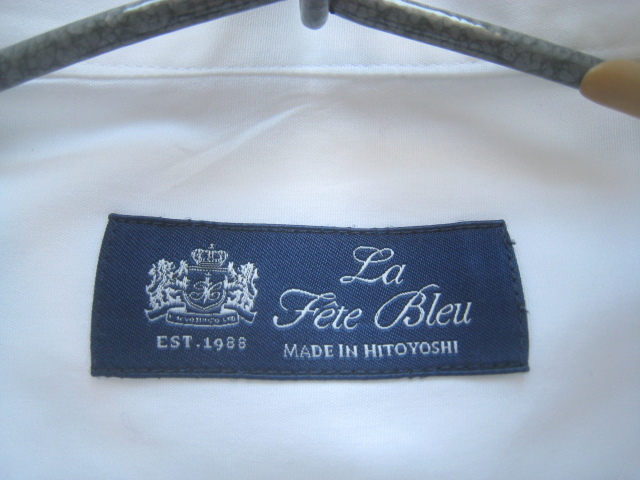 La
Fête Bleu
EST.1988
MADE IN HITOYOSHI